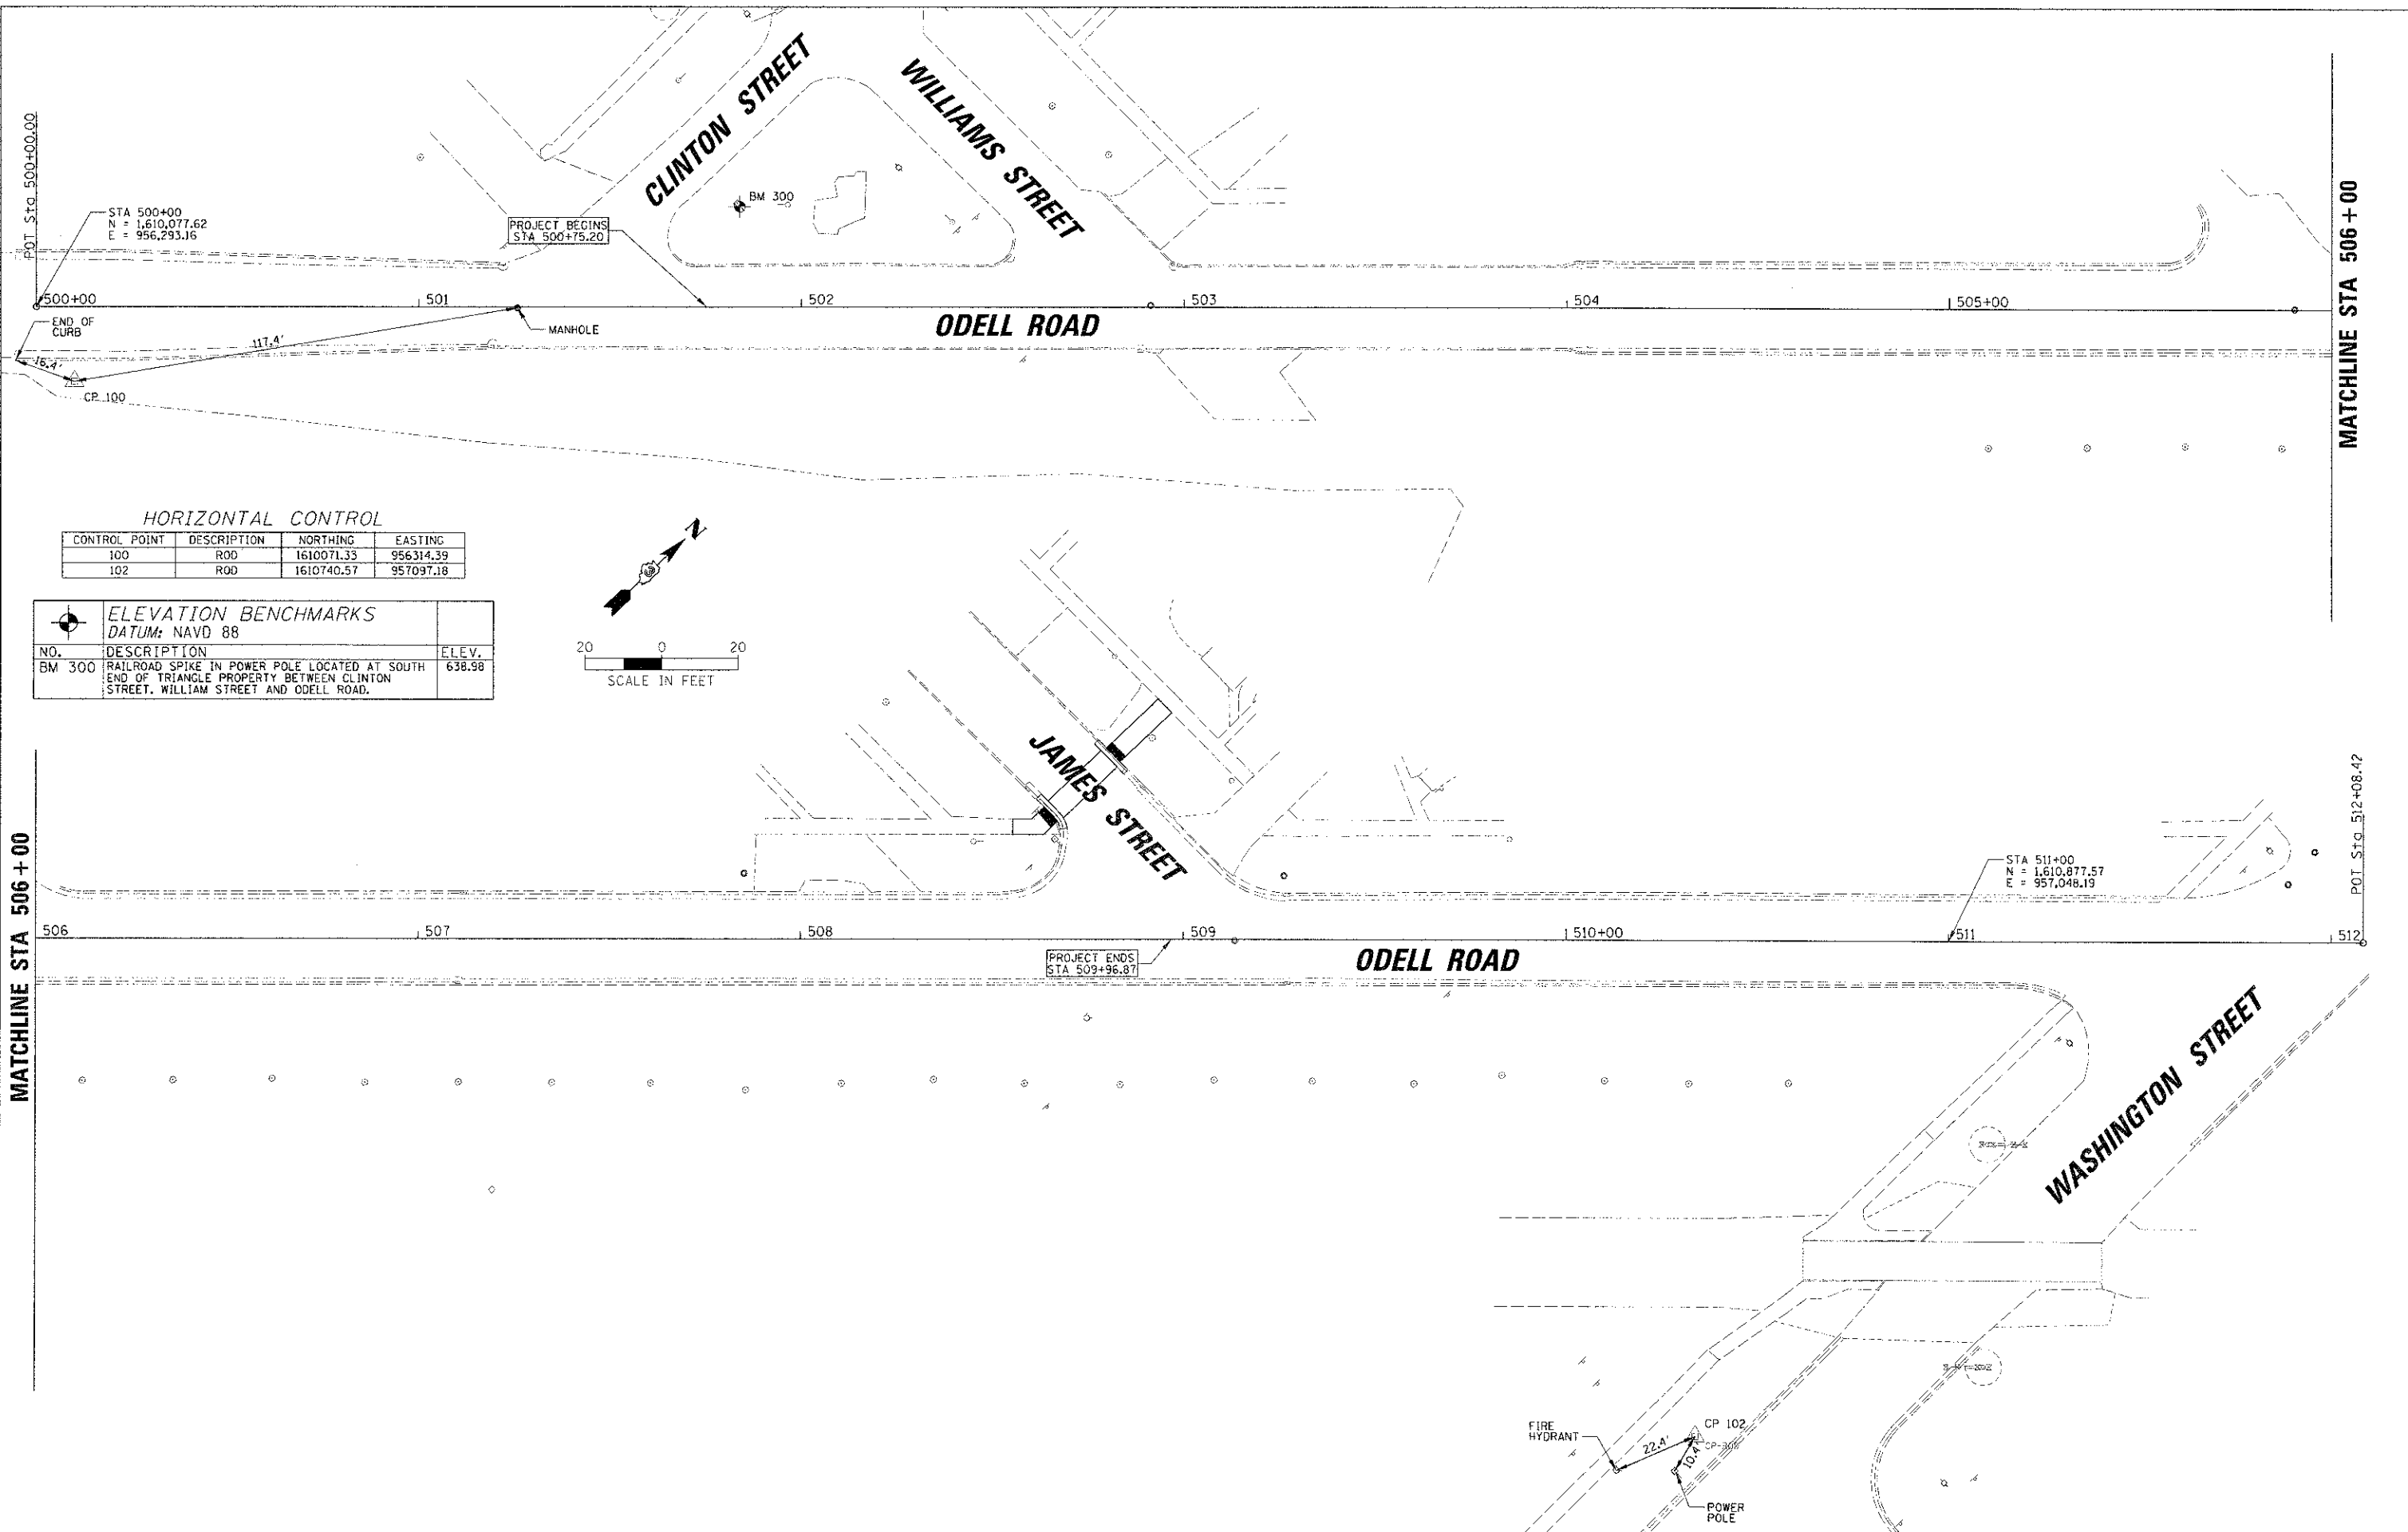 CLINTON STREET
WILLIAMS STREET
POT Sta 500+00.00
STA 500+00
N = 1,610,077.62
E = 956,293.16
BM 300
PROJECT BEGINS
STA 500+75.20
MATCHLINE STA 506+00
500+00
501
502
503
504
505+00
END OF
CURB
MANHOLE
ODELL ROAD
117.4'
16.4'
CP 100
HORIZONTAL CONTROL
CONTROL POINT DESCRIPTION NORTHING EASTING
100 ROD 1610071.33 956314.39
102 ROD 1610740.57 957097.18
N
ELEVATION BENCHMARKS
DATUM: NAVD 88
NO. DESCRIPTION ELEV.
BM 300 RAILROAD SPIKE IN POWER POLE LOCATED AT SOUTH 638.98
END OF TRIANGLE PROPERTY BETWEEN CLINTON
STREET, WILLIAM STREET AND ODELL ROAD.
20 0 20
SCALE IN FEET
JAMES STREET
MATCHLINE STA 506+00
STA 511+00
N = 1,610,877.57
E = 957,048.19
POT Sta 512+08.42
506
507
508
509
510+00
511
512
PROJECT ENDS
STA 509+96.87
ODELL ROAD
WASHINGTON STREET
FIRE
HYDRANT
CP 102
22.4'
10.4'
POWER
POLE